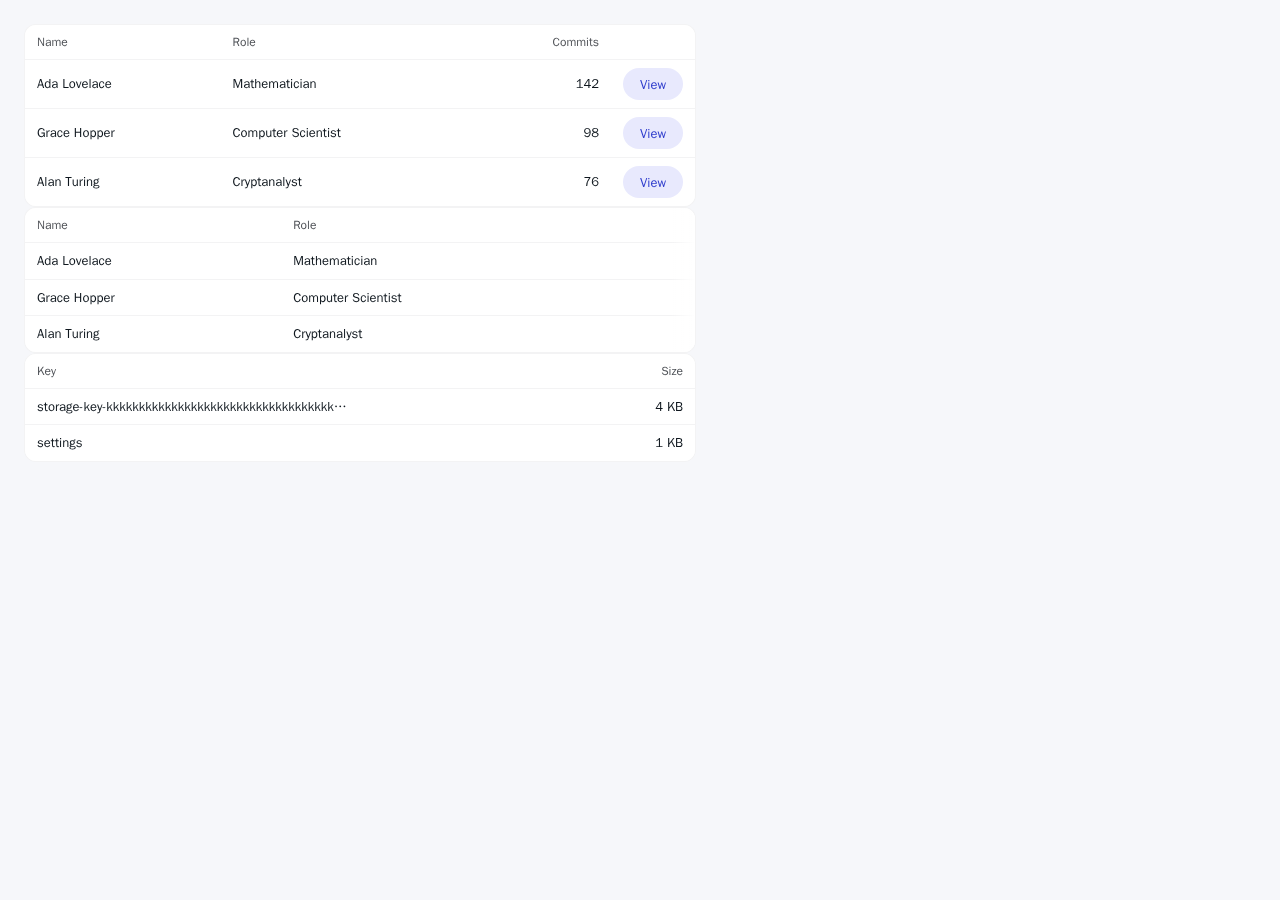 Name Role Commits
Ada Lovelace Mathematician 142 View
Grace Hopper Computer Scientist 98 View
Alan Turing Cryptanalyst 76 View
Name Role
Ada Lovelace Mathematician
Grace Hopper Computer Scientist
Alan Turing Cryptanalyst
Key Size
storage-key-kkkkkkkkkkkkkkkkkkkkkkkkkkkkkkkkkkk… 4 KB
settings 1 KB